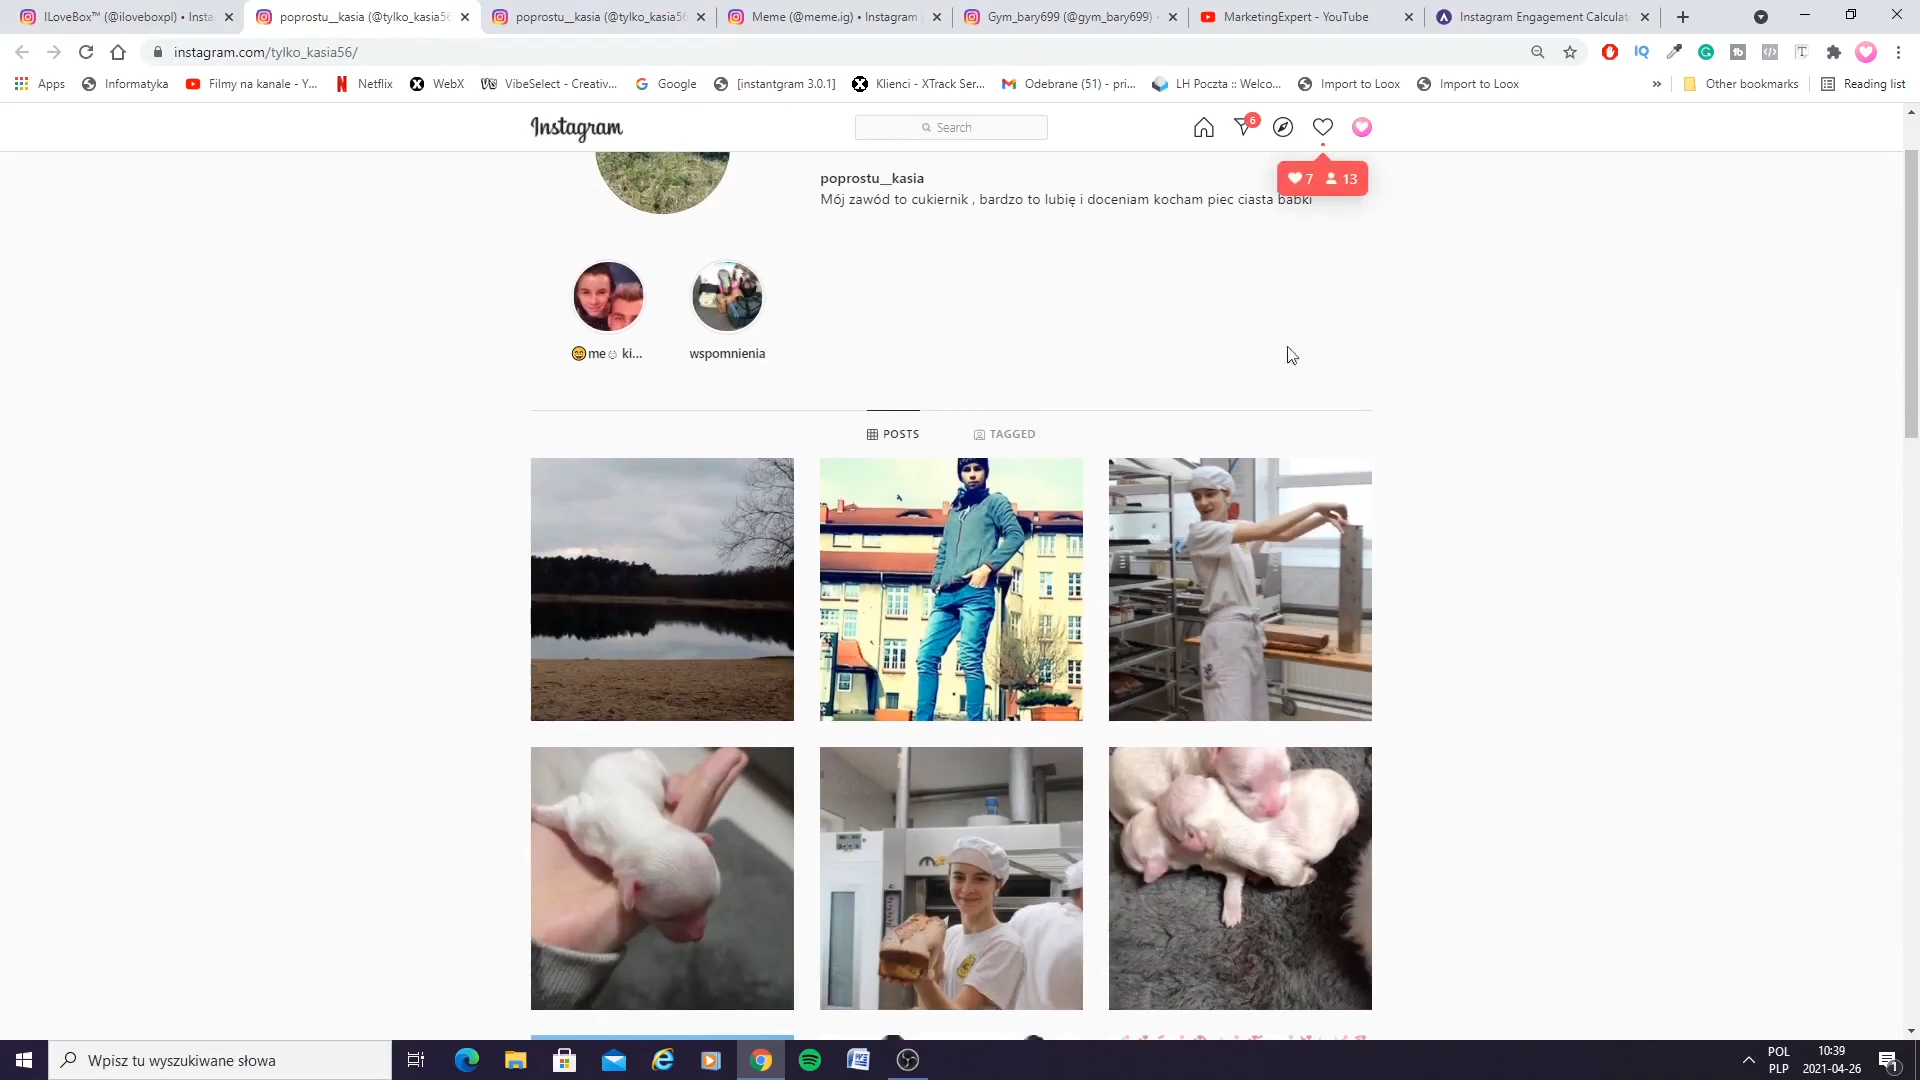 ILoveBox™ (@iloveboxpl) • Insta
poprostu__kasia (@tylko_kasia56
poprostu__kasia (@tylko_kasia56
Meme (@meme.ig) • Instagram
Gym_bary699 (@gym_bary699)
MarketingExpert - YouTube
Instagram Engagement Calculat
instagram.com/tylko_kasia56/
Apps
Informatyka
Filmy na kanale - Y...
Netflix
WebX
VibeSelect - Creativ...
Google
[instantgram 3.0.1]
Klienci - XTrack Ser...
Odebrane (51) - pri...
LH Poczta :: Welco...
Import to Loox
Import to Loox
»
Other bookmarks
Reading list
Instagram
Search
6
7 13
poprostu__kasia
Mój zawód to cukiernik , bardzo to lubię i doceniam kocham piec ciasta babki
😄me☺ ki...
wspomnienia
POSTS
TAGGED
Wpisz tu wyszukiwane słowa
POL
PLP
10:39
2021-04-26
1